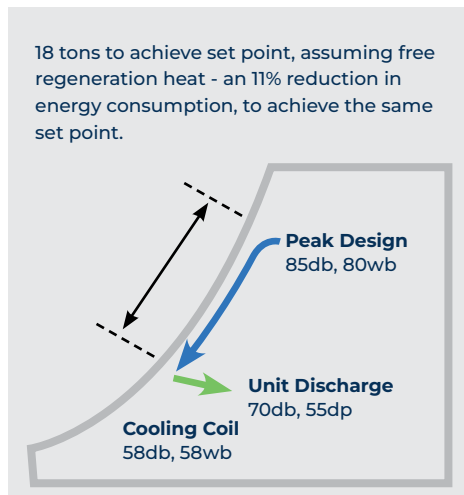 18 tons to achieve set point, assuming free
regeneration heat - an 11% reduction in
energy consumption, to achieve the same
set point.
Peak Design
85db, 80wb
Unit Discharge
70db, 55dp
Cooling Coil
58db, 58wb